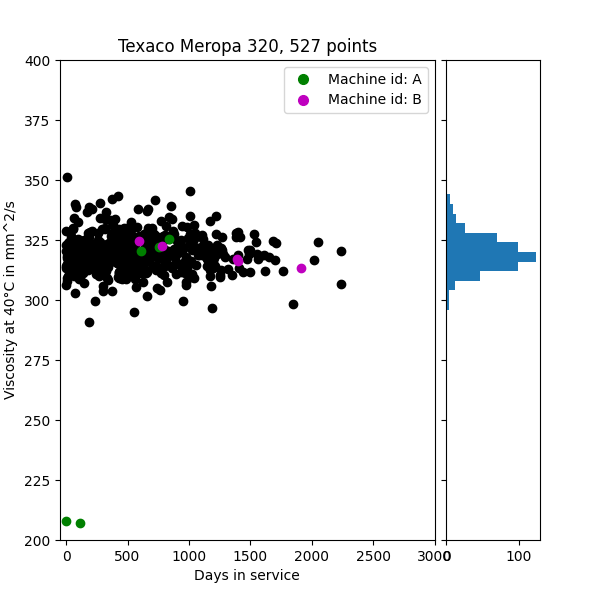 Texaco Meropa 320, 527 points
Machine id: A
Machine id: B
Viscosity at 40°C in mm^2/s
400
375
350
325
300
275
250
225
200
0 500 1000 1500 2000 2500 3000
0 100
Days in service